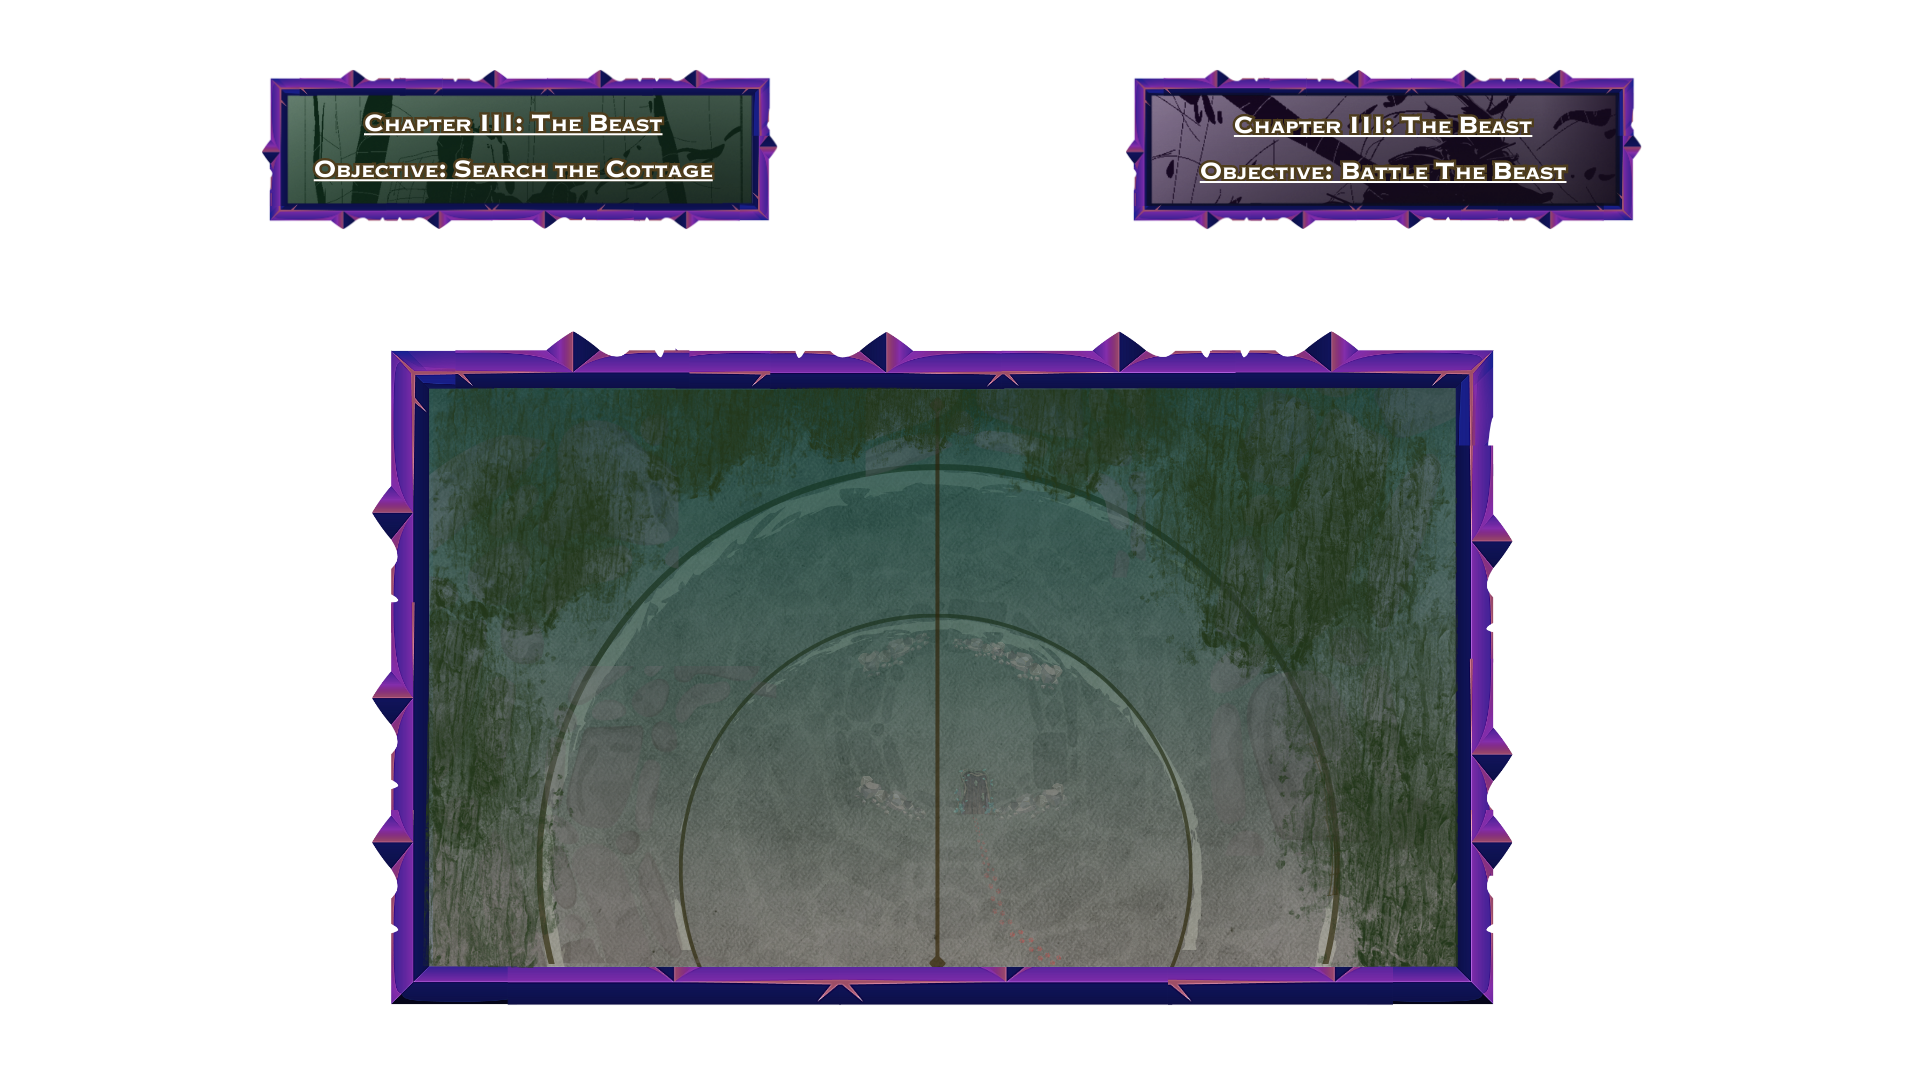 Chapter III: The Beast
Objective: Search the Cottage
Chapter III: The Beast
Objective: Battle The Beast